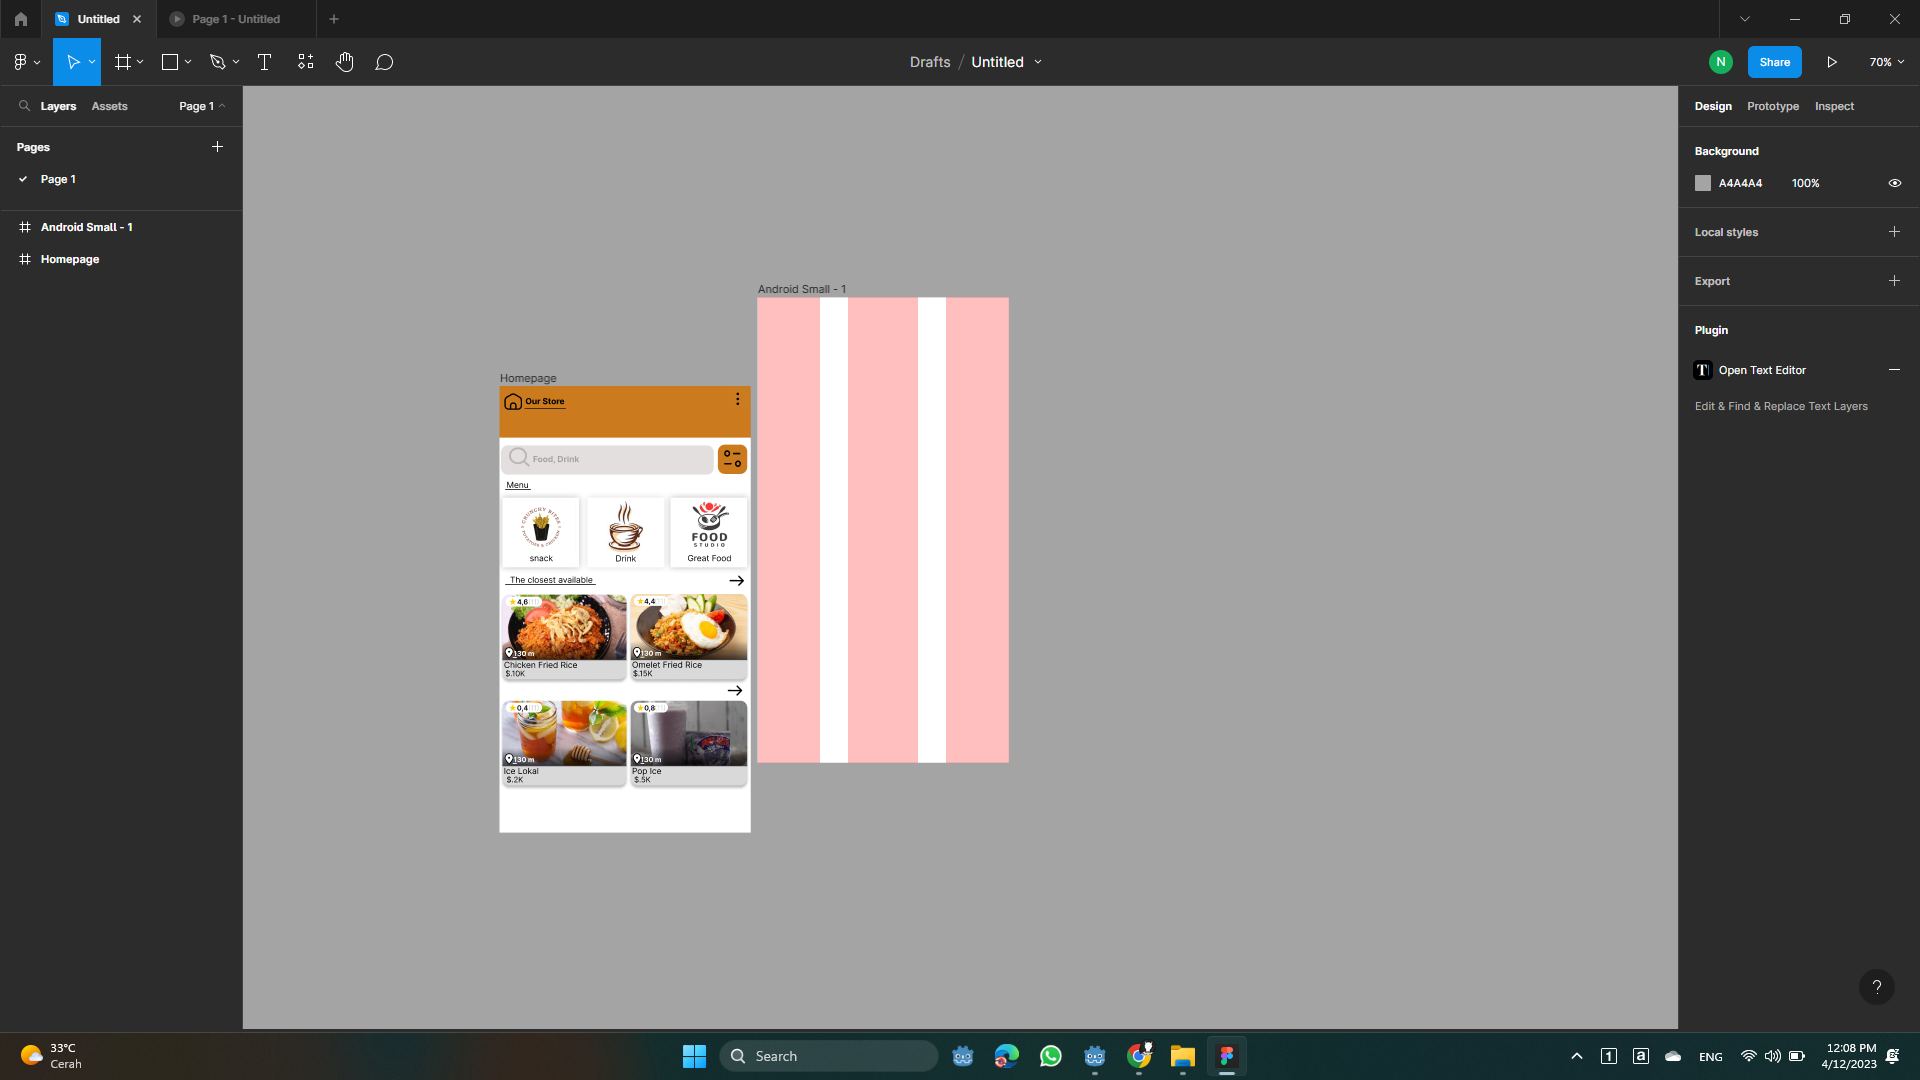 Untitled
Page 1 - Untitled
Drafts / Untitled
N
Share
70%
Layers
Assets
Page 1
Design
Prototype
Inspect
Pages
Page 1
Background
A4A4A4
100%
Android Small - 1
Homepage
Local styles
Export
Plugin
T
Open Text Editor
Edit & Find & Replace Text Layers
Android Small - 1
Homepage
Our Store
Food, Drink
Menu
CRUNCHY BITES
snack
Drink
FOOD
STUDIO
Great Food
The closest available
4,6
4,4
130 m
130 m
Chicken Fried Rice
Omelet Fried Rice
$.10K
$.15K
0,4
0,8
130 m
130 m
Ice Lokal
Pop Ice
$.2K
$.5K
?
33°C
Cerah
Search
1
a
ENG
12:08 PM
4/12/2023